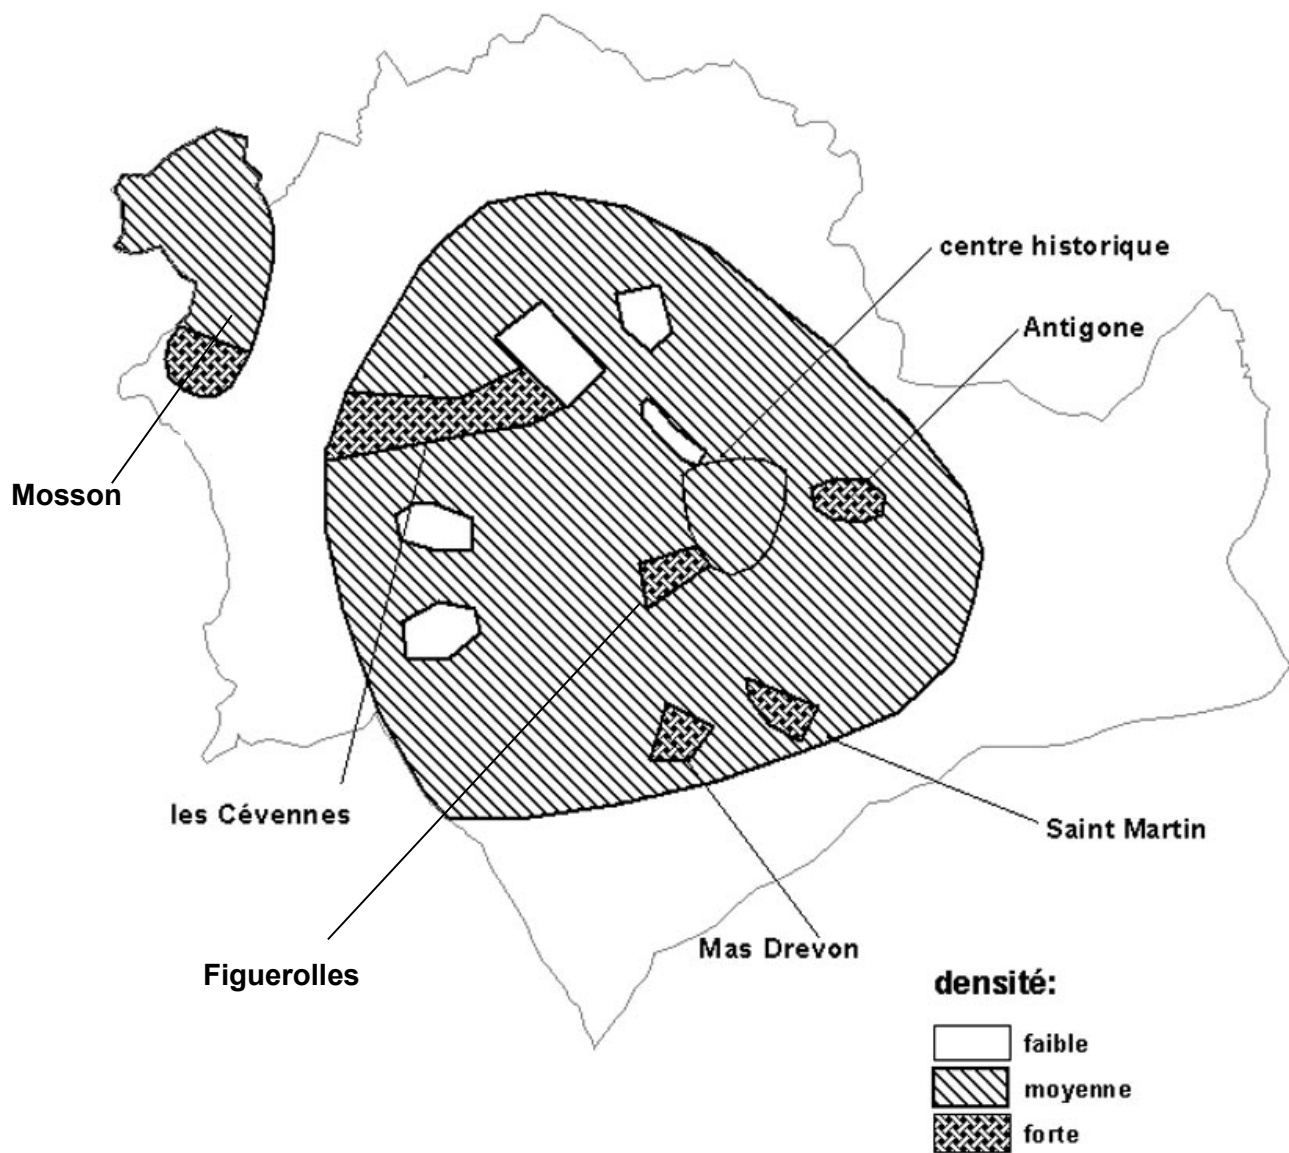 centre historique
Antigone
Mosson
les Cévennes
Saint Martin
Mas Drevon
Figuerolles
densité:
faible
moyenne
forte